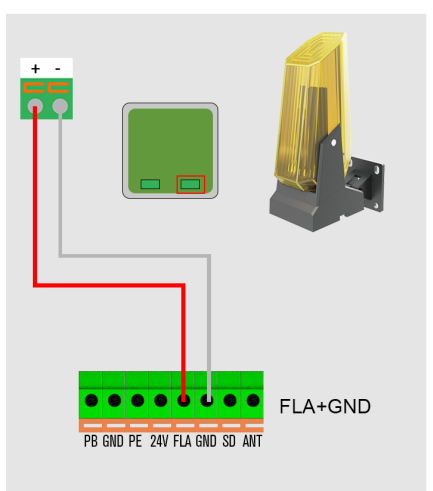 + -
FLA+GND
PB GND PE 24V FLA GND SD ANT